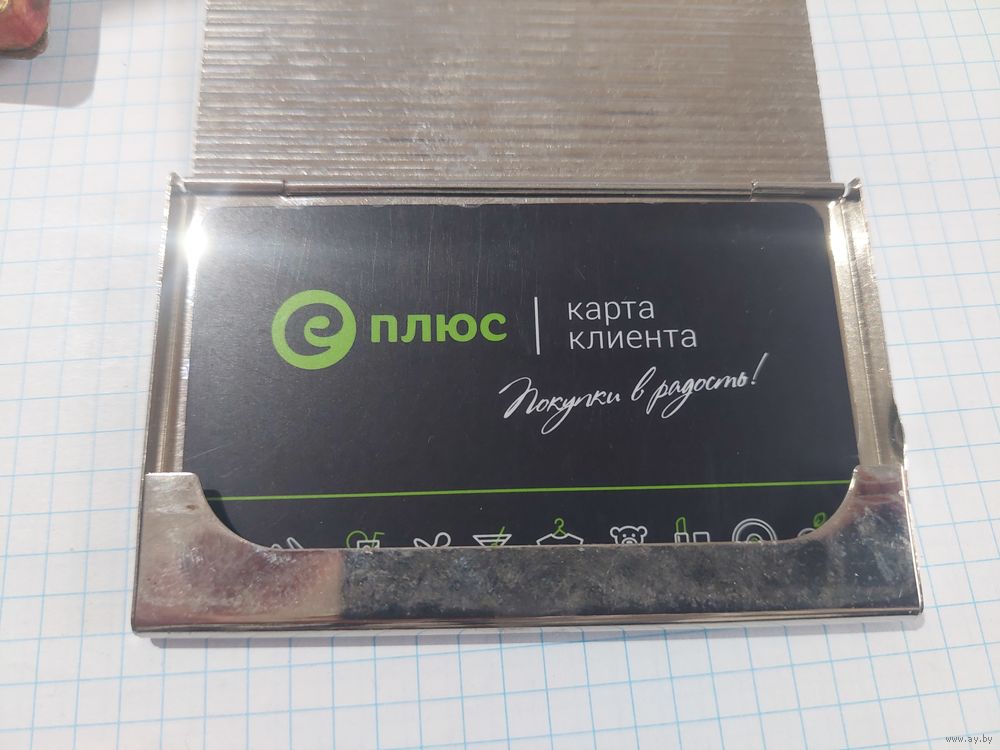 е плюс
карта
клиента
Покупки в радость!
www.ay.by